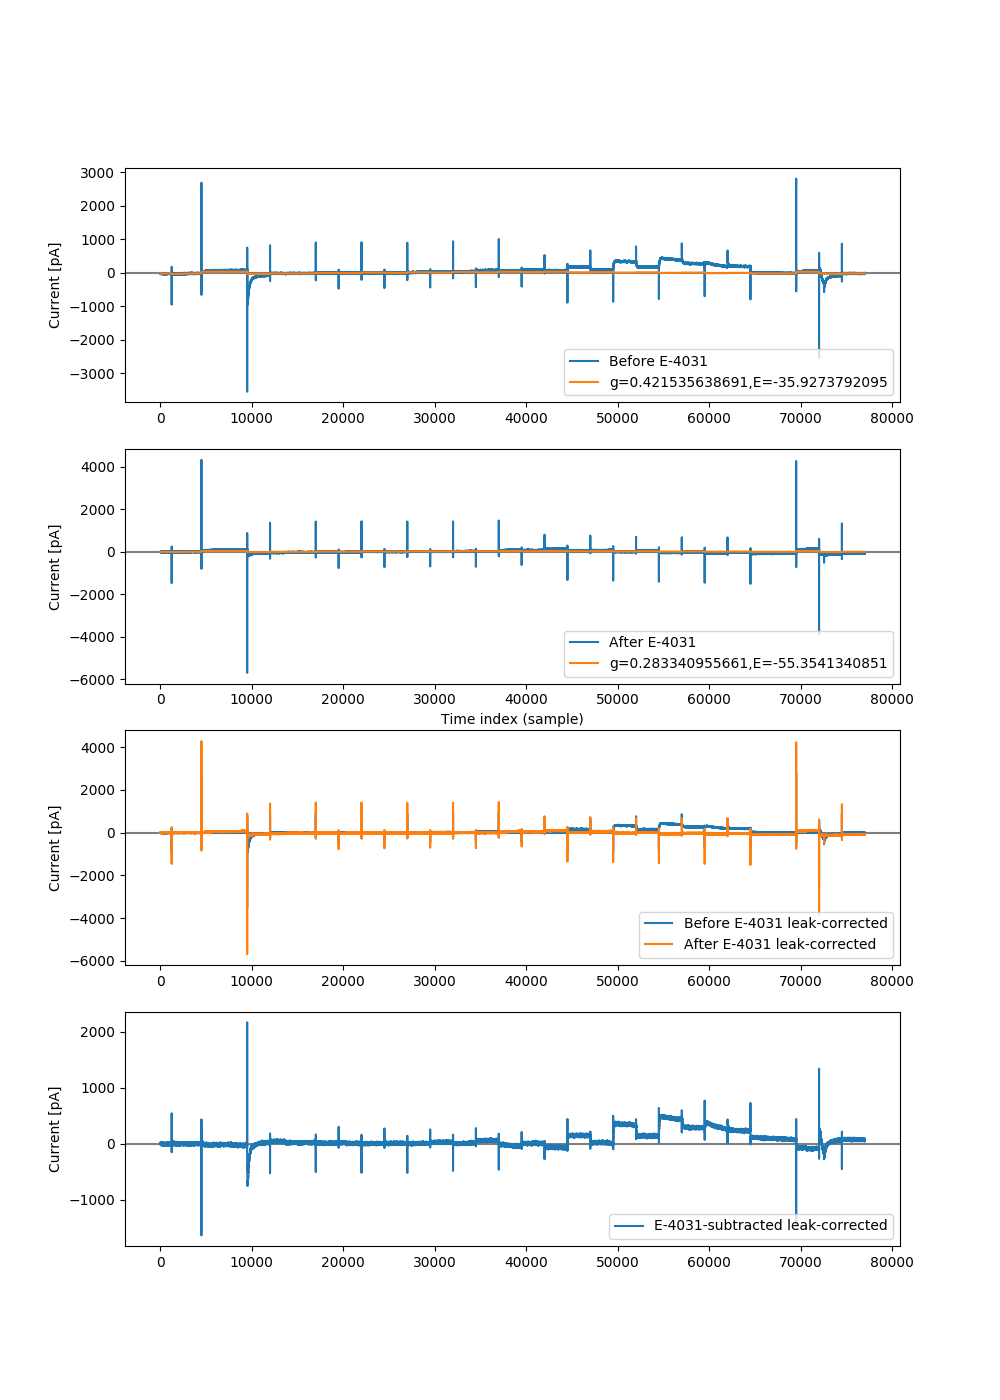 3000
2000
1000
0
−1000
−2000
−3000
Current [pA]
Before E-4031
g=0.421535638691,E=-35.9273792095
0 10000 20000 30000 40000 50000 60000 70000 80000
4000
2000
0
−2000
−4000
−6000
Current [pA]
After E-4031
g=0.283340955661,E=-55.3541340851
0 10000 20000 30000 40000 50000 60000 70000 80000
Time index (sample)
4000
2000
0
−2000
−4000
−6000
Current [pA]
Before E-4031 leak-corrected
After E-4031 leak-corrected
0 10000 20000 30000 40000 50000 60000 70000 80000
2000
1000
0
−1000
Current [pA]
E-4031-subtracted leak-corrected
0 10000 20000 30000 40000 50000 60000 70000 80000